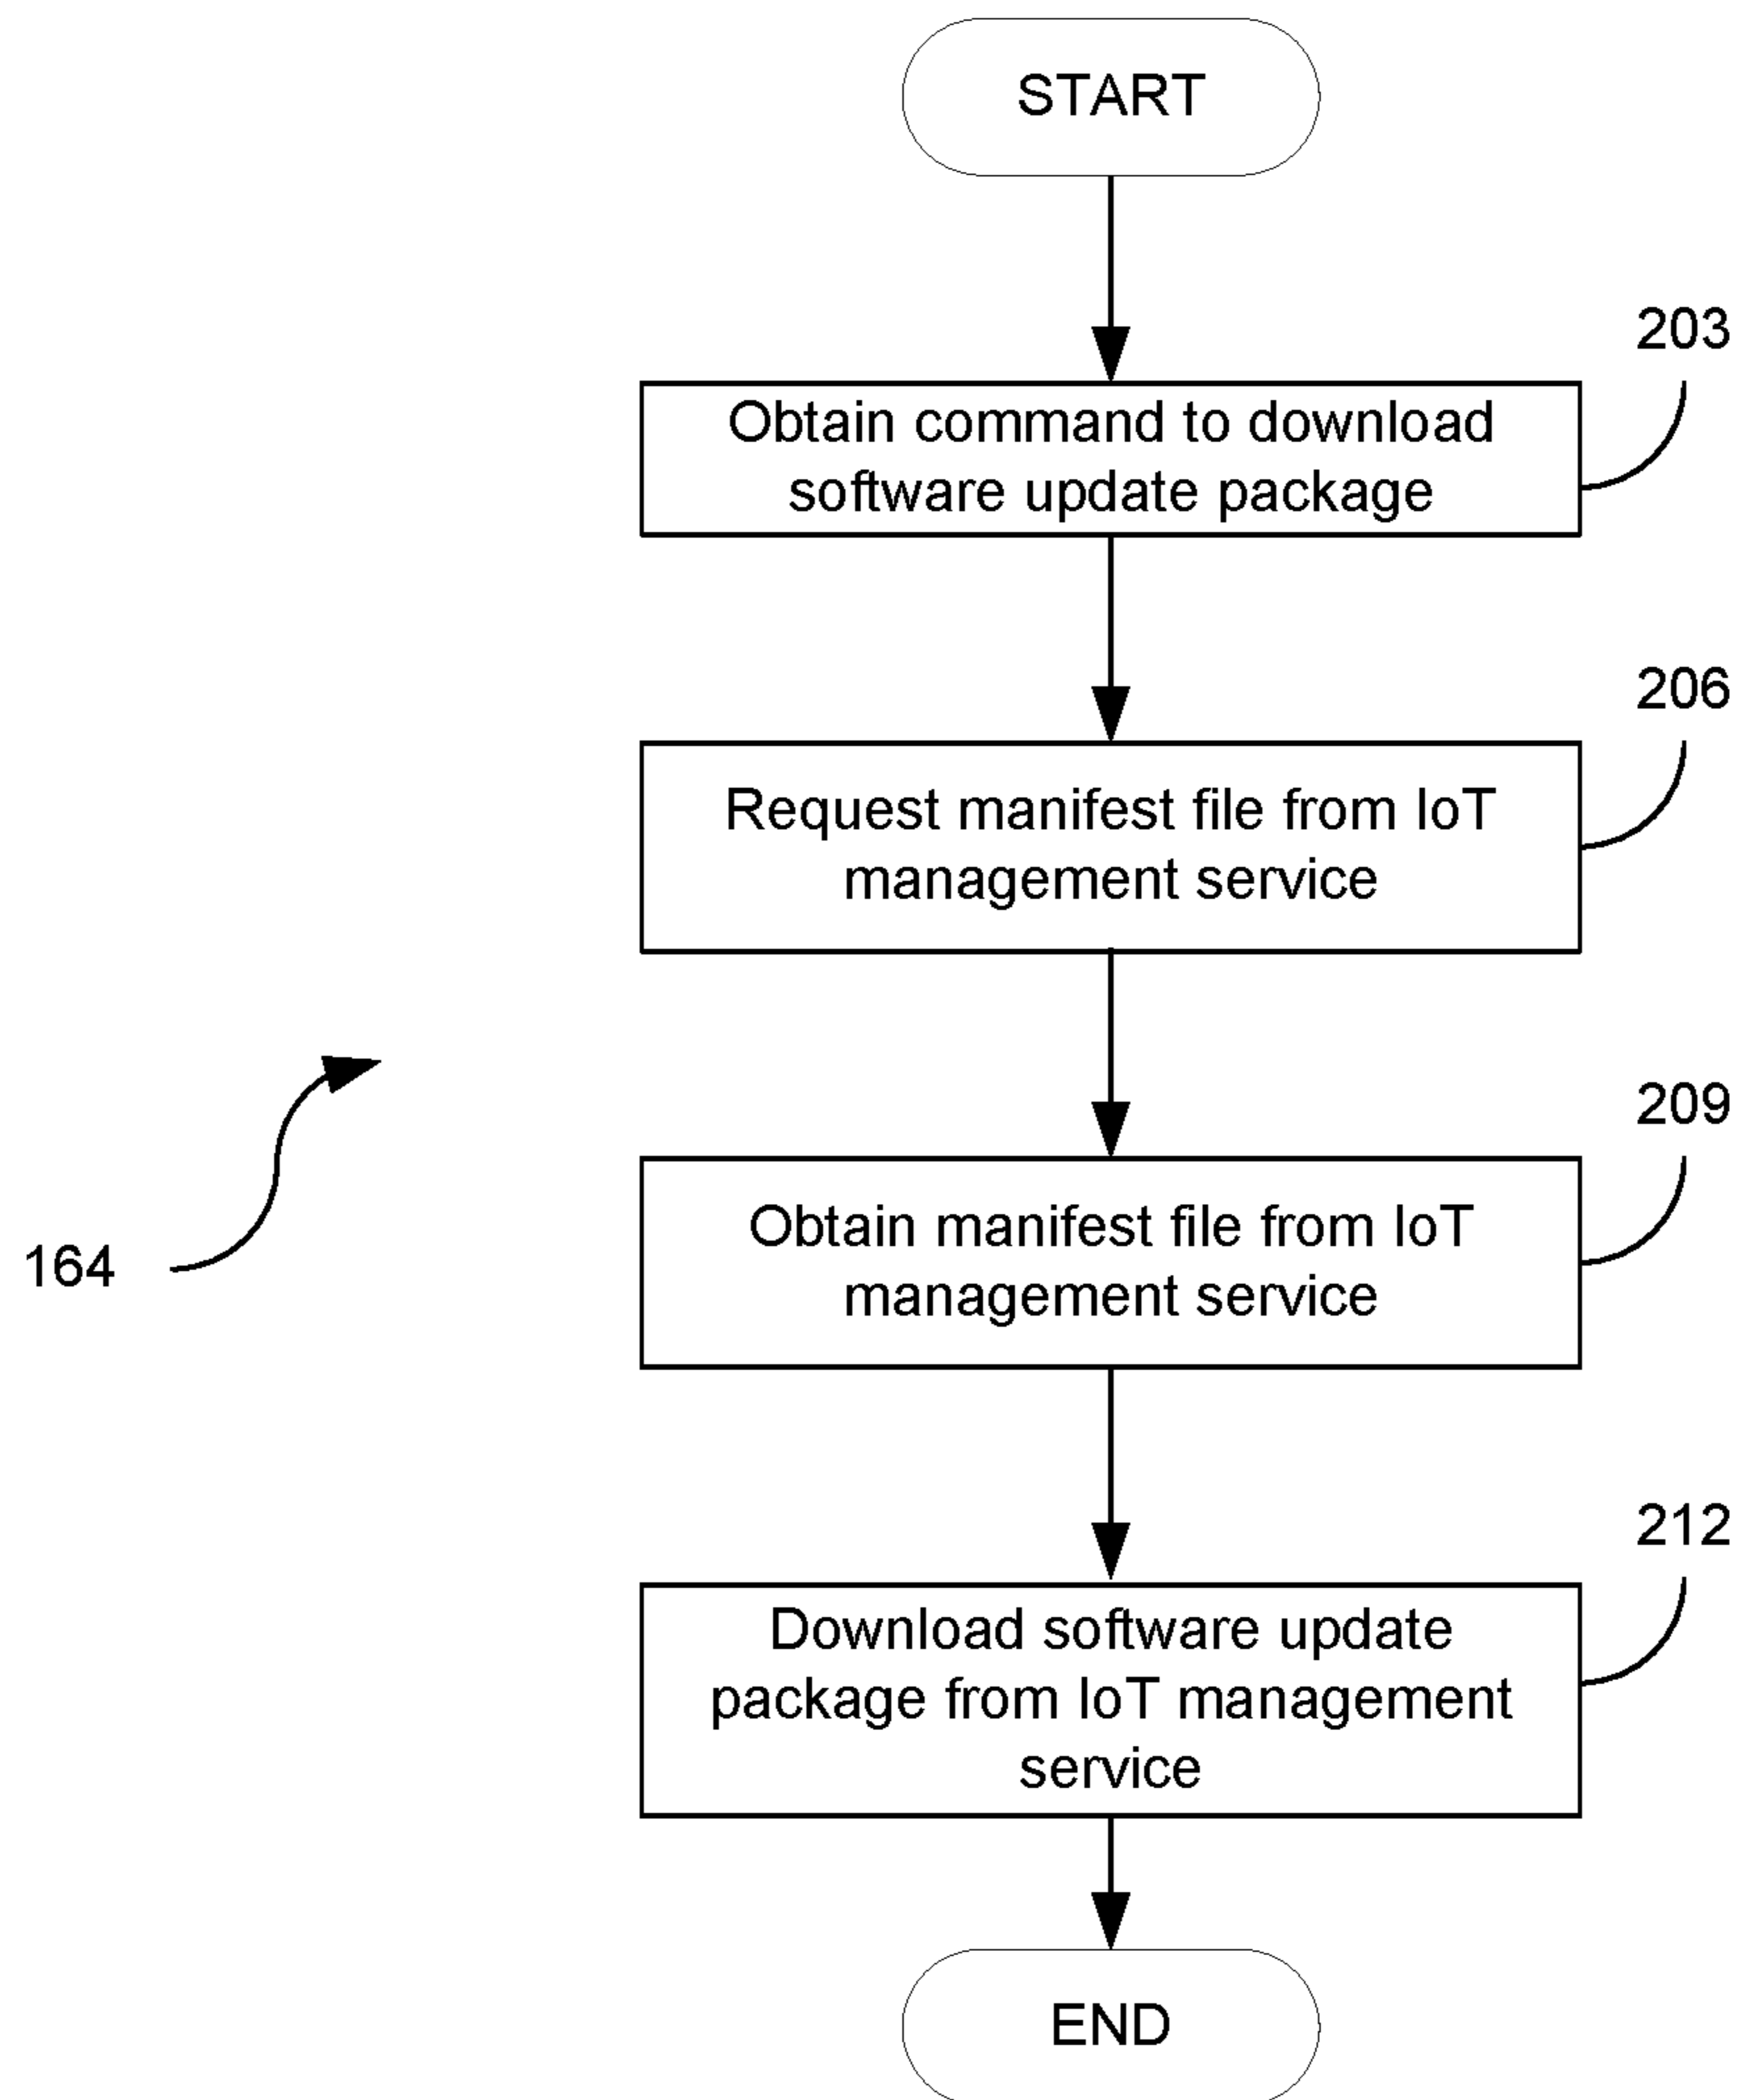 START
203
Obtain command to download
software update package
206
Request manifest file from IoT
management service
209
Obtain manifest file from IoT
management service
164
212
Download software update
package from IoT management
service
END